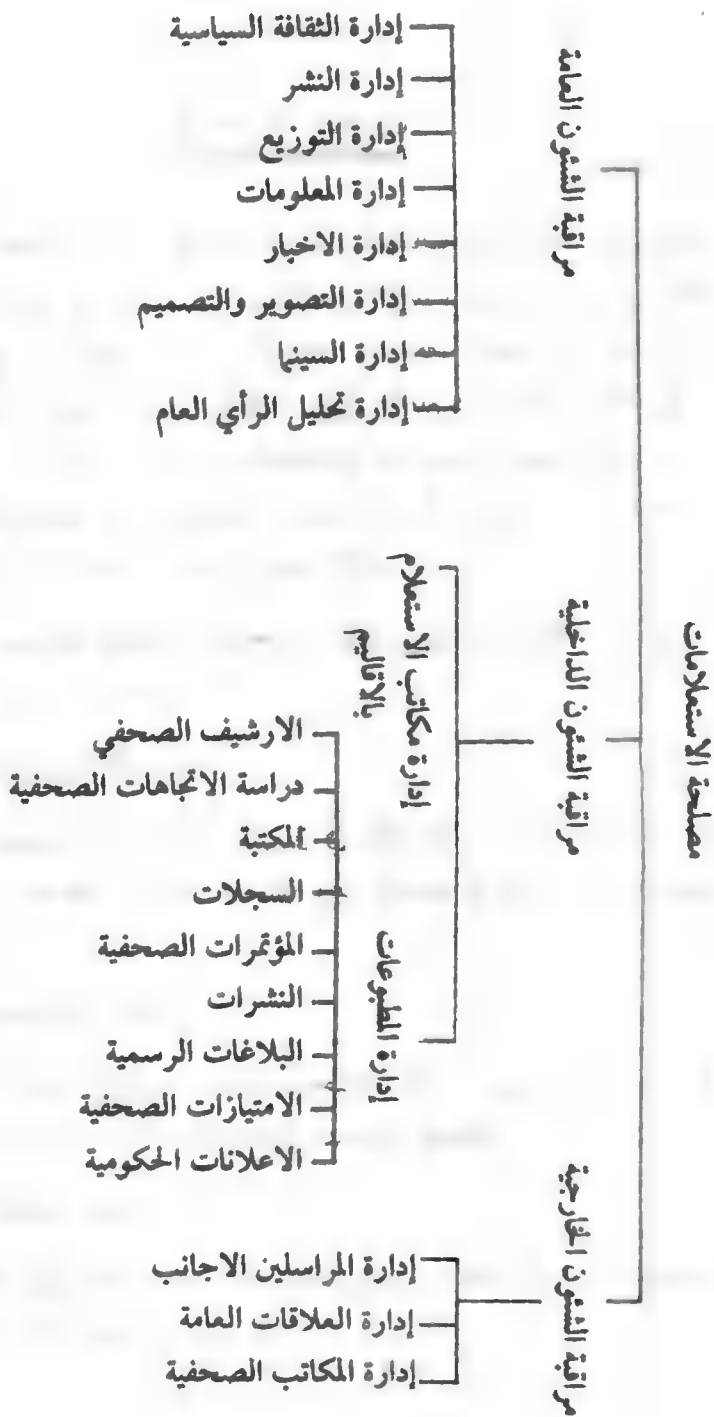 مصلحة الاستعلامات
مراقبة الشئون العامة
إدارة الثقافة السياسية
إدارة النشر
إدارة التوزيع
إدارة المعلومات
إدارة الاخبار
إدارة التصوير والتصميم
إدارة السينما
إدارة تحليل الرأي العام
مراقبة الشئون الداخلية
إدارة مكاتب الاستعلام
بالاقاليم
إدارة المطبوعات
الارشيف الصحفي
دراسة الاتجاهات الصحفية
المكتبة
السجلات
المؤتمرات الصحفية
النشرات
البلاغات الرسمية
الامتيازات الصحفية
الاعلانات الحكومية
مراقبة الشئون الخارجية
إدارة المراسلين الاجانب
إدارة العلاقات العامة
إدارة المكاتب الصحفية